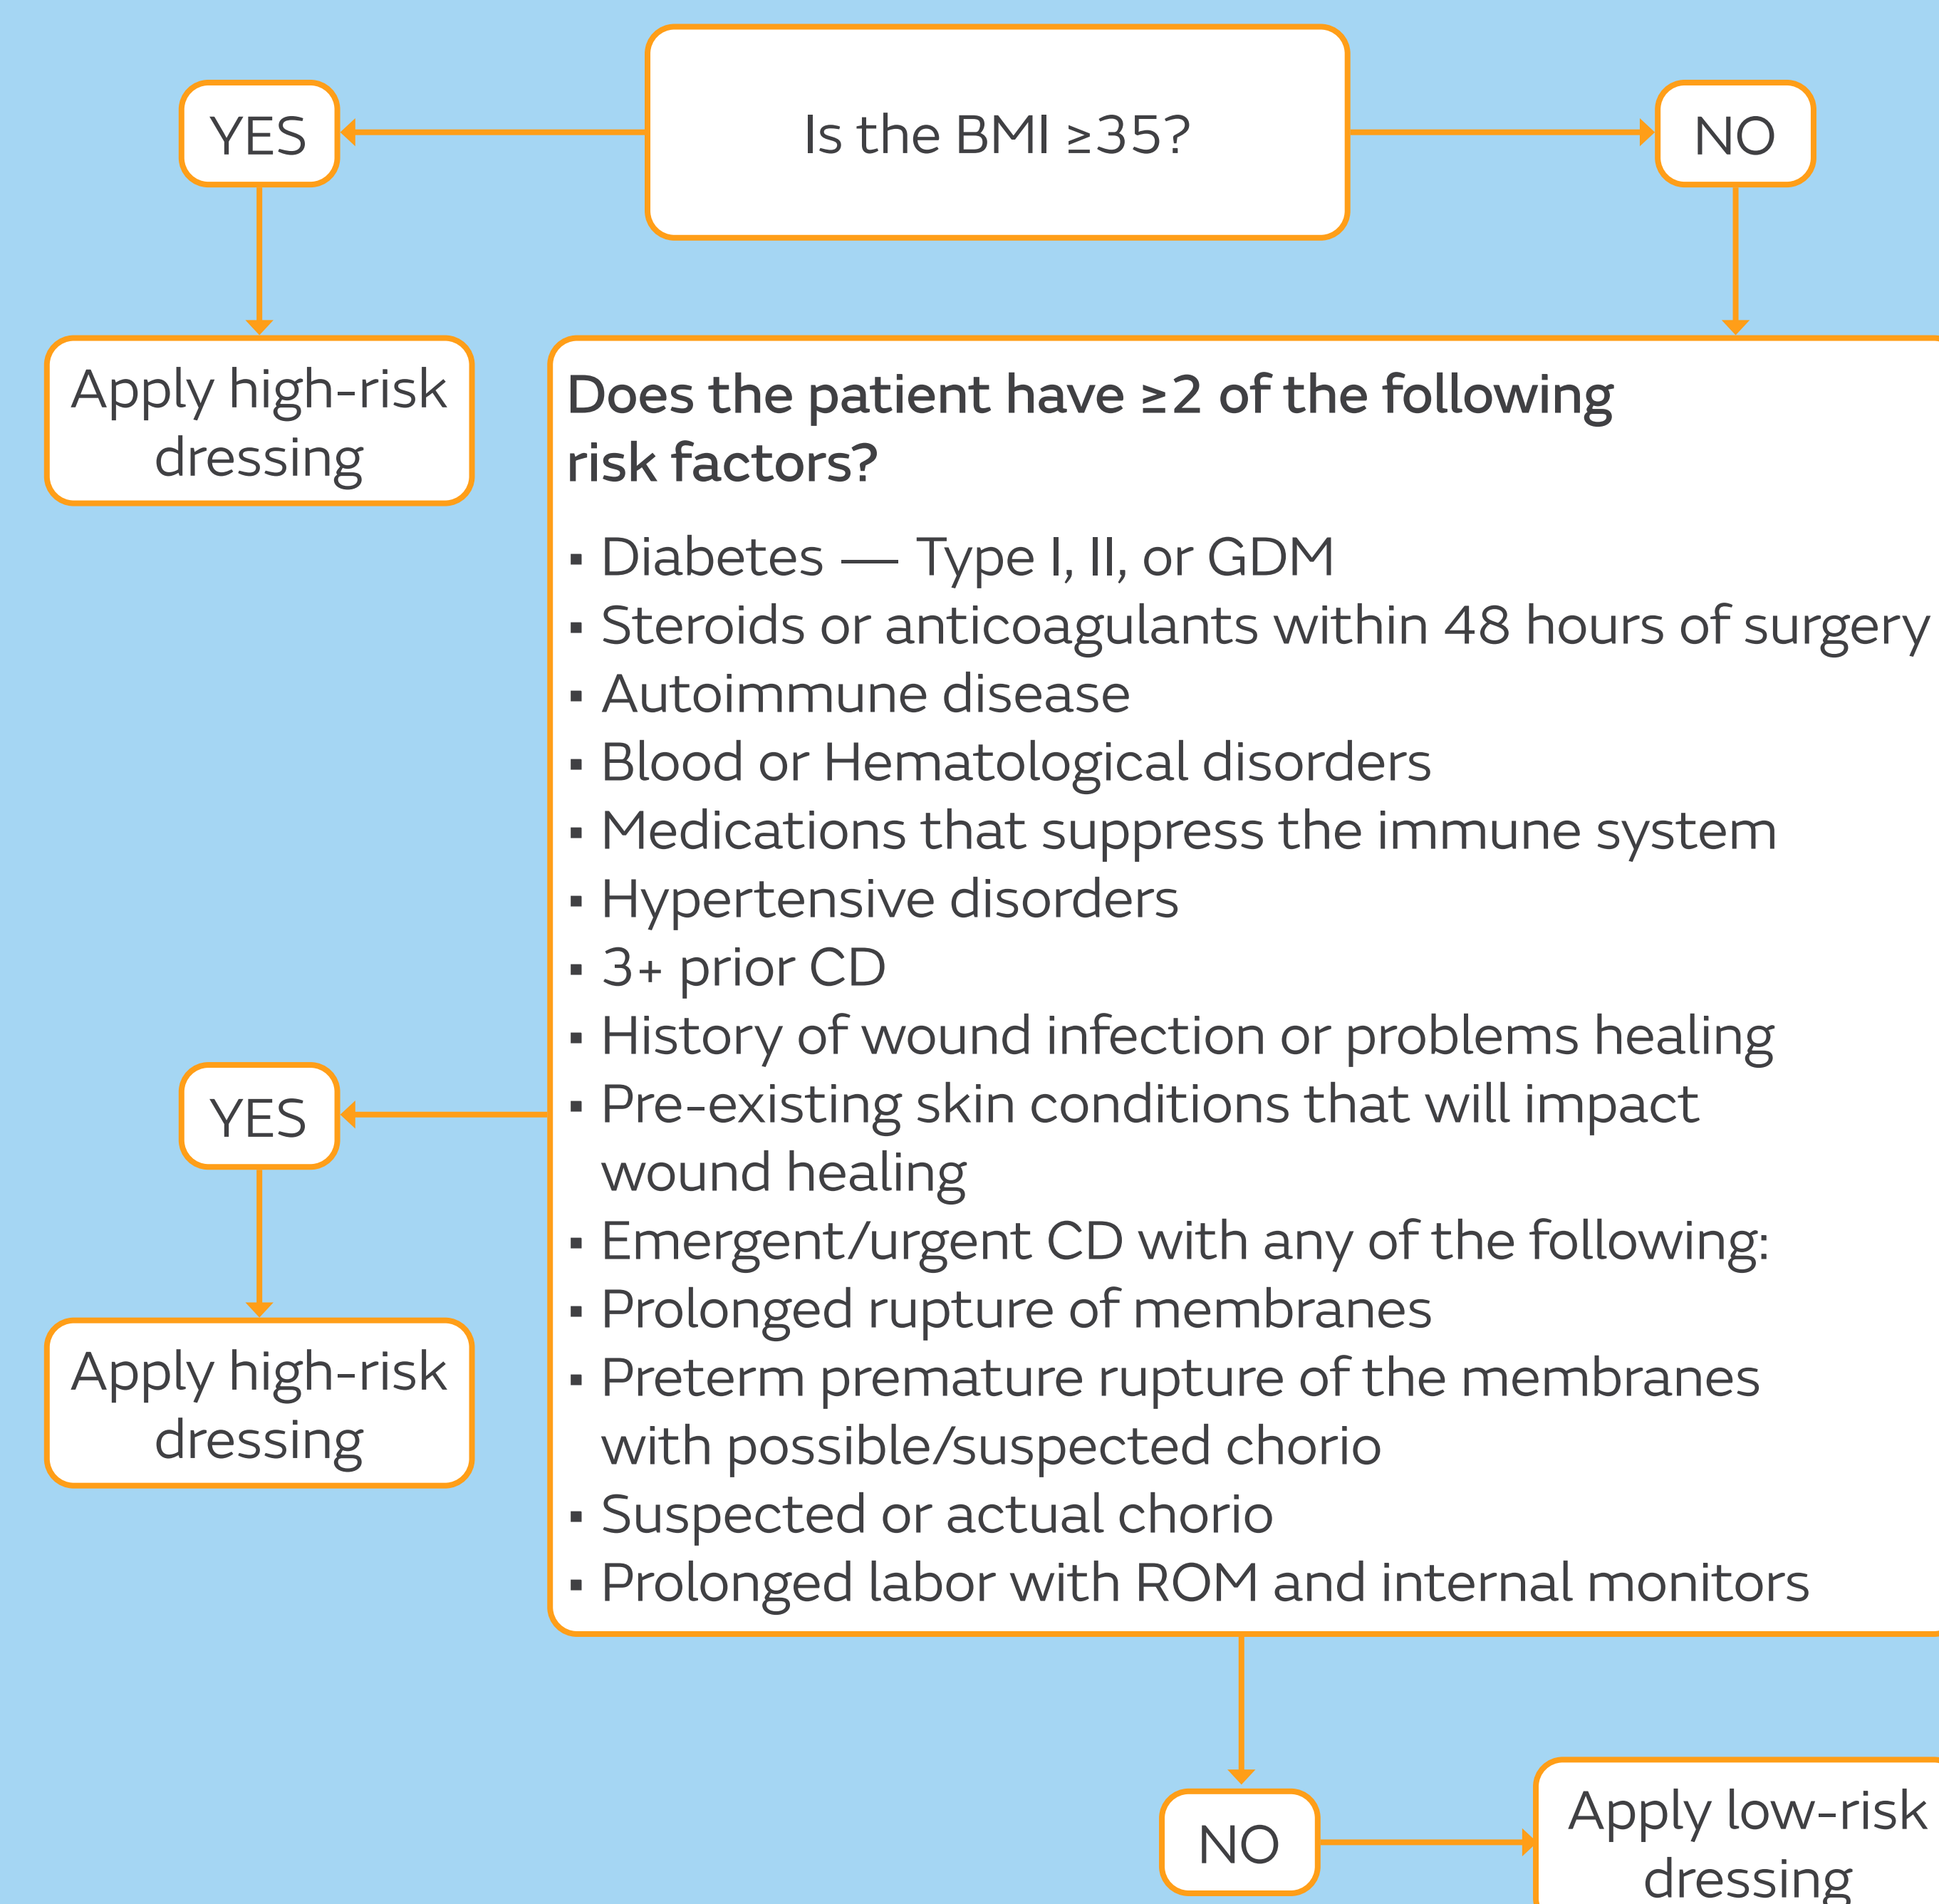 Is the BMI ≥35?
YES
NO
Apply high-risk
dressing
Does the patient have ≥2 of the following
risk factors?
▪ Diabetes — Type I, II, or GDM
▪ Steroids or anticoagulants within 48 hours of surgery
▪ Autoimmune disease
▪ Blood or Hematological disorders
▪ Medication that suppress the immune system
▪ Hypertensive disorders
▪ 3+ prior CD
▪ History of wound infection or problems healing
▪ Pre-existing skin conditions that will impact
wound healing
▪ Emergent/urgent CD with any of the following:
▪ Prolonged rupture of membranes
▪ Preterm premature rupture of the membranes
with possible/suspected chorio
▪ Suspected or actual chorio
▪ Prolonged labor with ROM and internal monitors
YES
Apply high-risk
dressing
NO
Apply low-risk
dressing